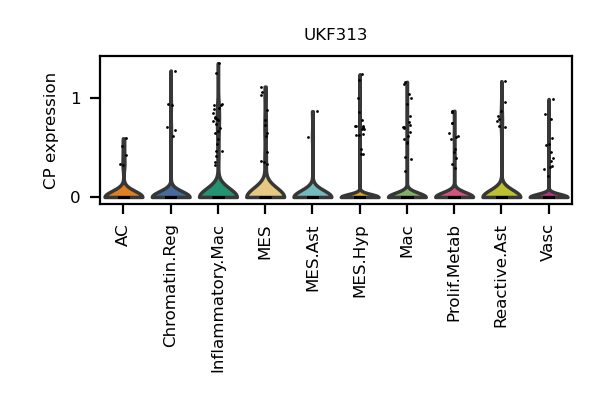 UKF313
CP expression
1
0
AC
Chromatin.Reg
Inflammatory.Mac
MES
MES.Ast
MES.Hyp
Mac
Prolif.Metab
Reactive.Ast
Vasc